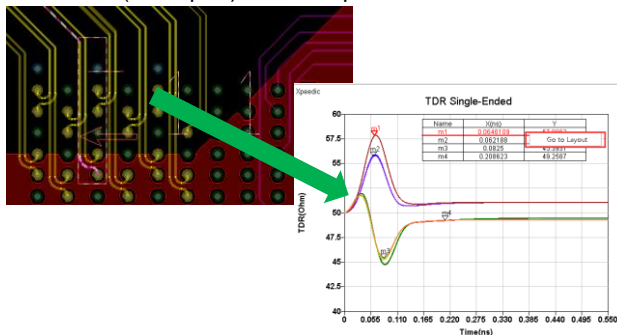 Xpeedic
TDR Single-Ended
Name X(ns) Y
m1 0.0646109
m2 0.062188 Go to Layout
m3 0.0825
m4 0.208623 49.2587
m1
m2
m3
m4
TDR(Ohm)
60
57.5
55
50
47.5
45
42.5
40
0 0.055 0.110 0.165 0.220 0.275 0.330 0.385 0.440 0.495 0.550
Time(ns)